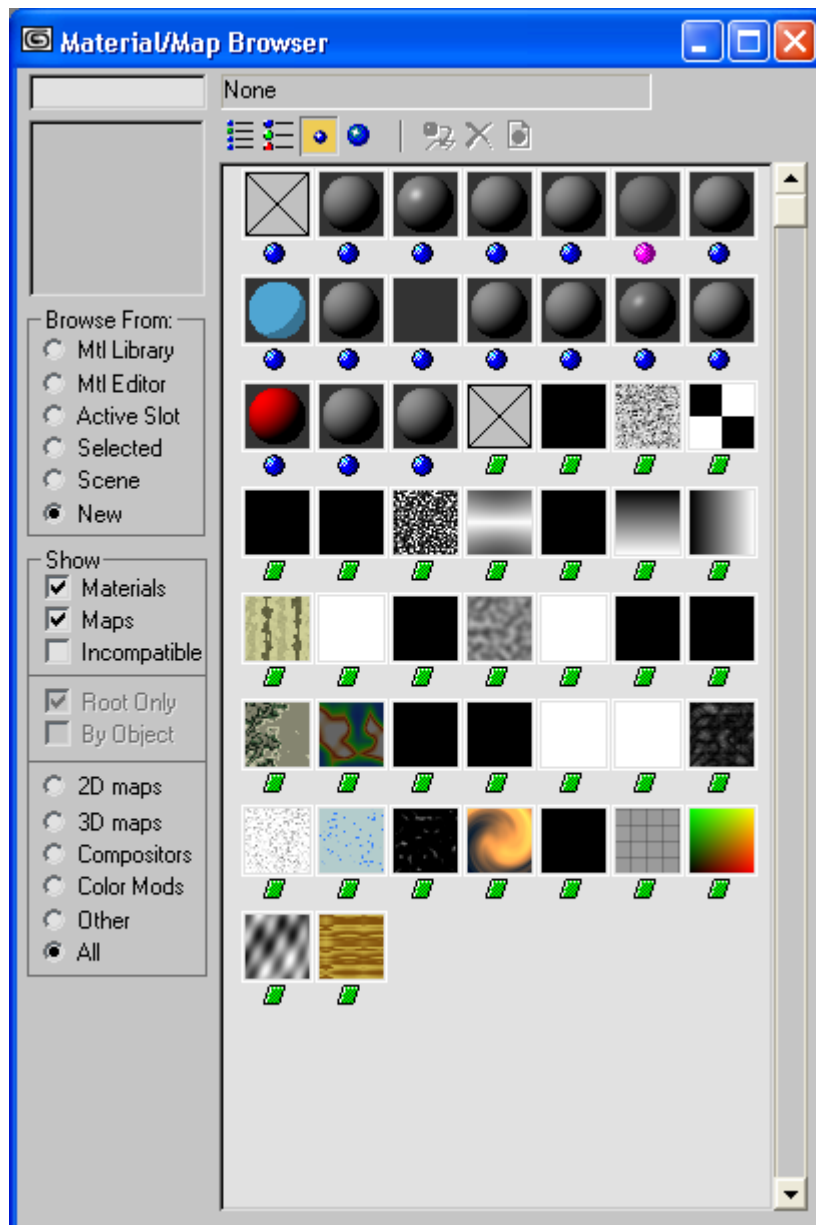 Material/Map Browser
None
Browse From:
Mtl Library
Mtl Editor
Active Slot
Selected
Scene
New
Show
Materials
Maps
Incompatible
Root Only
By Object
2D maps
3D maps
Compositors
Color Mods
Other
All